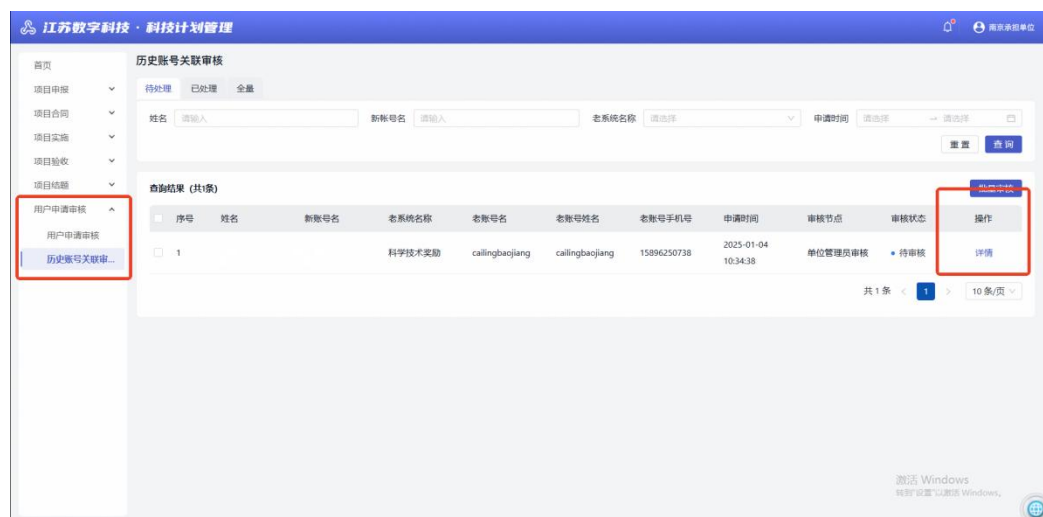 江苏数字科技·科技计划管理
南京承担单位
首页
项目申报
项目合同
项目实施
项目验收
项目结题
用户申请审核
用户申请审核
历史账号关联审...
历史账号关联审核
待处理 已处理 全量
姓名 请输入 新帐号名 请输入 老系统名称 请选择 申请时间 请选择 → 请选择
重置 查询
查询结果 (共1条) 批量审核
序号 姓名 新账号名 老系统名称 老账号名 老账号姓名 老账号手机号 申请时间 审核节点 审核状态 操作
1 科学技术奖励 cailingbaojiang cailingbaojiang 15896250738 2025-01-04 10:34:38 单位管理员审核 待审核 详情
共 1 条 < 1 > 10 条/页
激活 Windows
转到"设置"以激活 Windows。